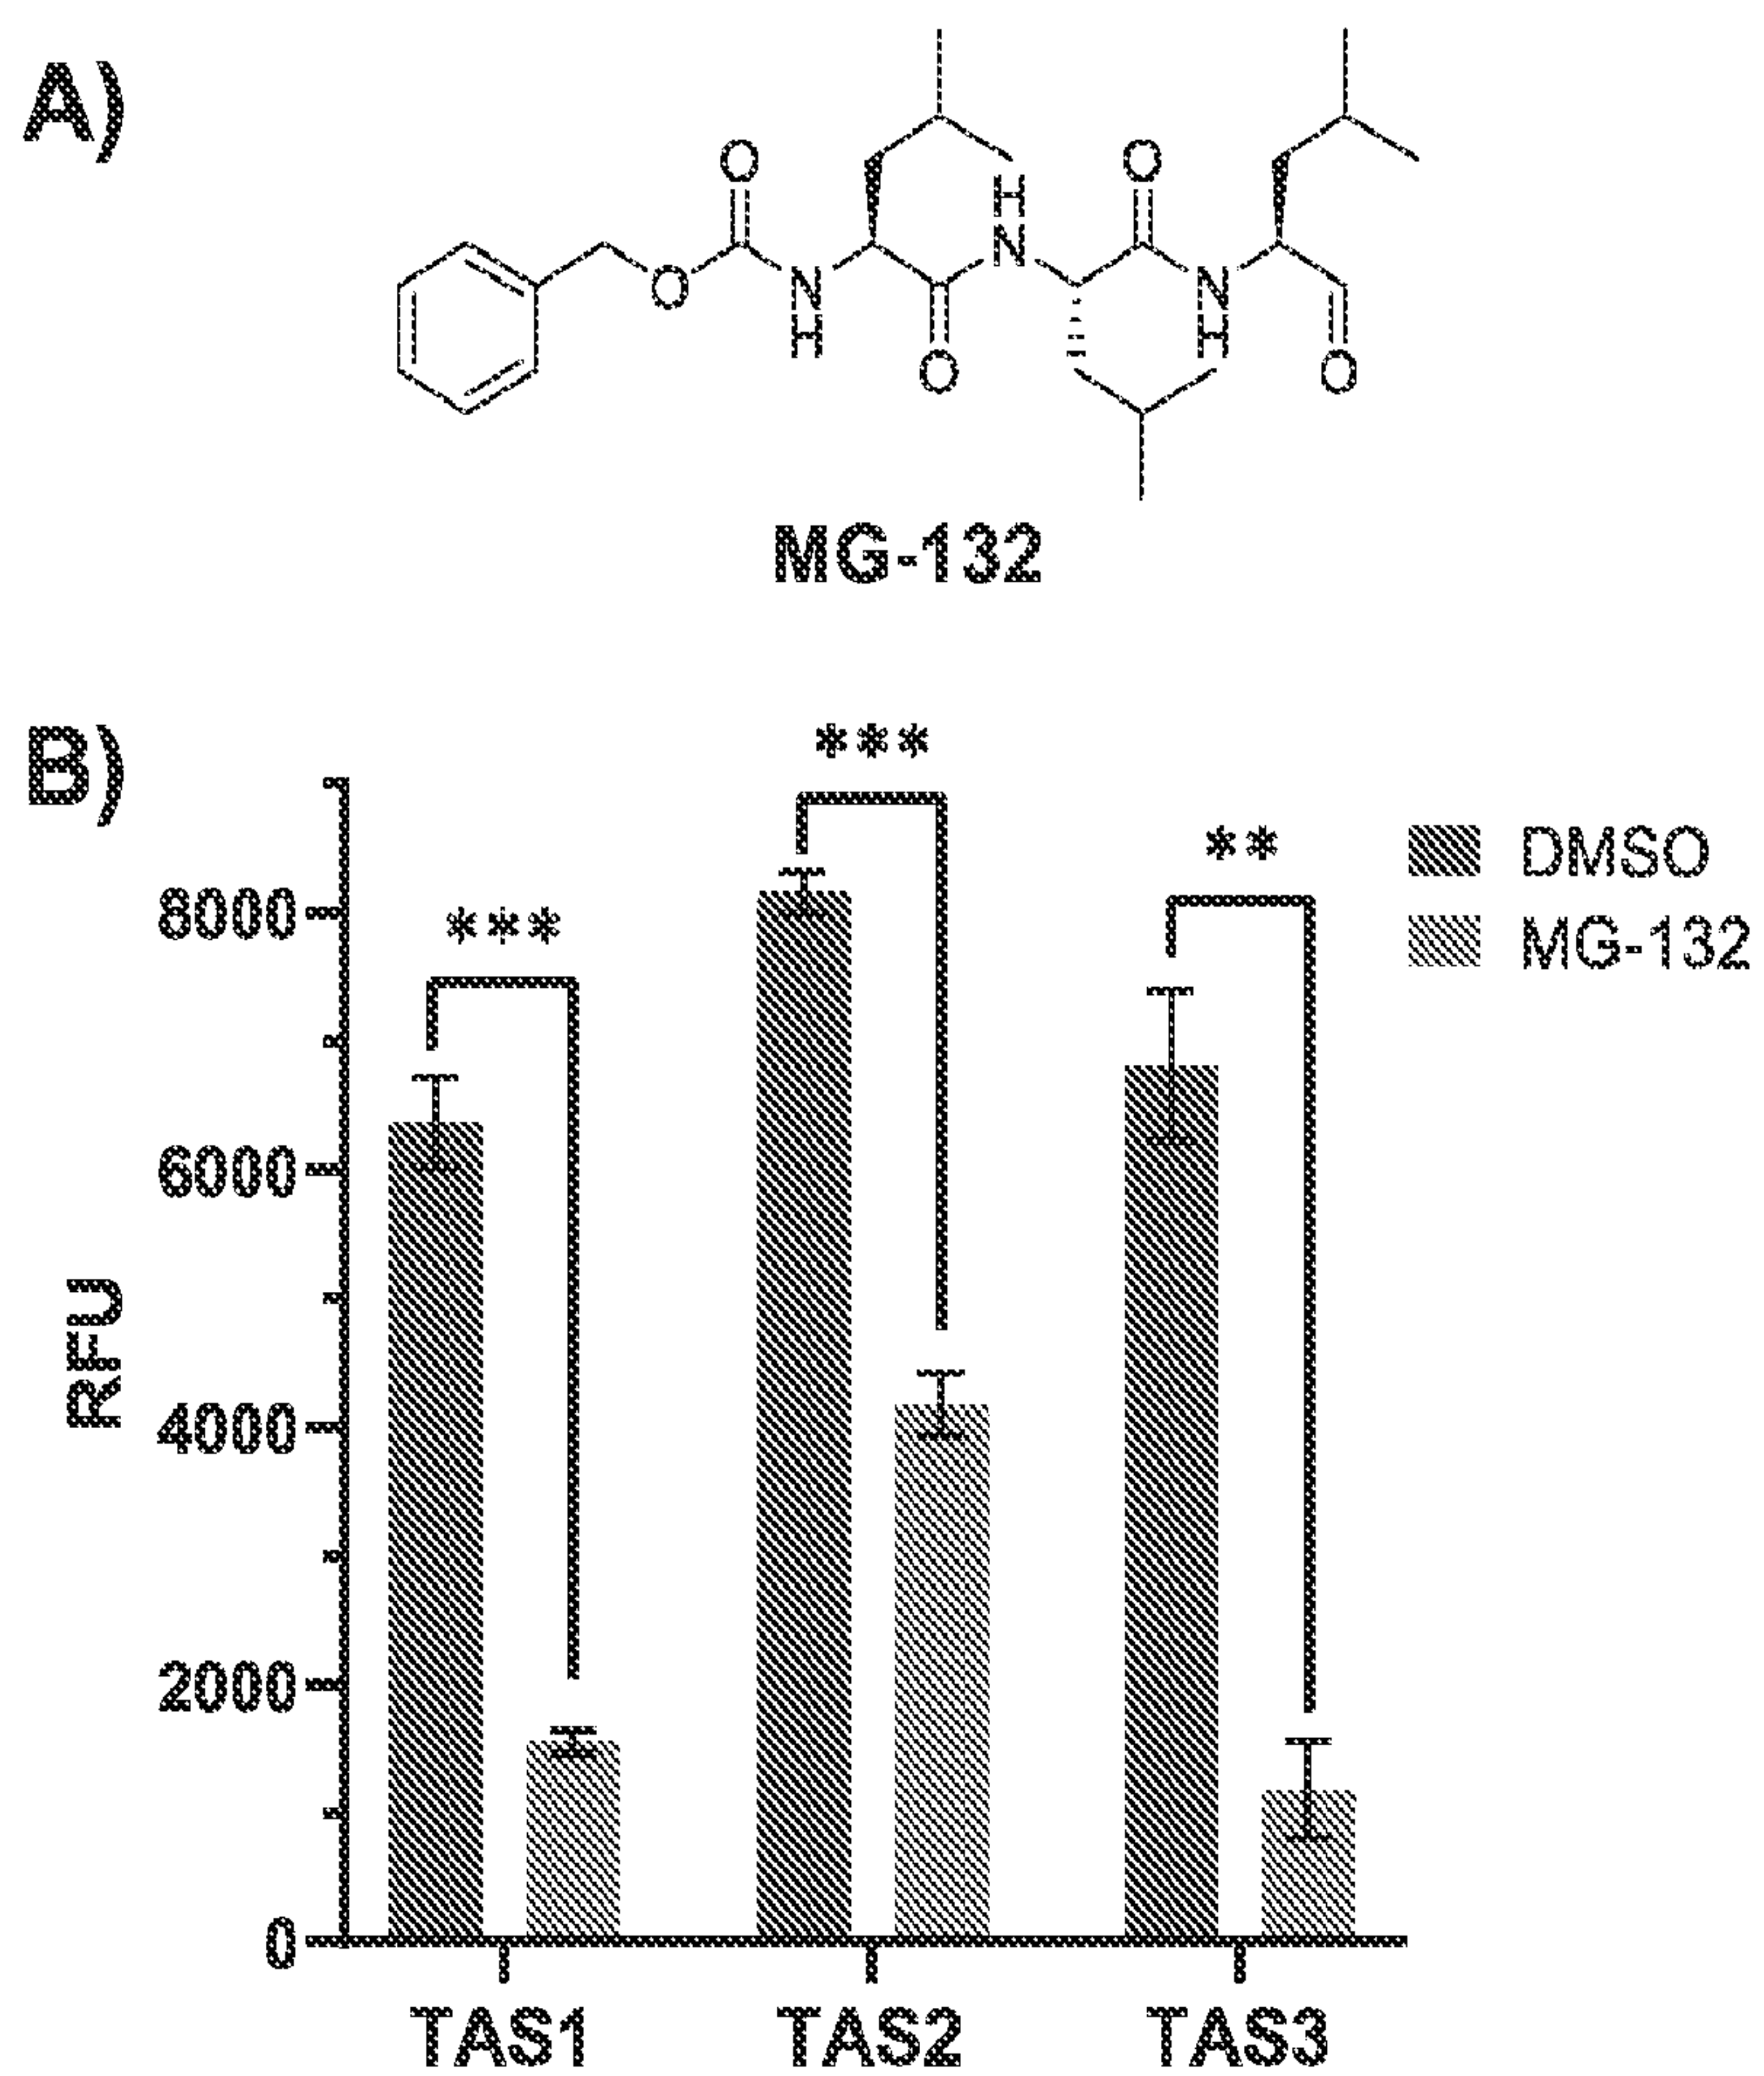 A)
O
H
O
N
O
N
N
H
O
H
O
MG-132
B)
***
***
**
DMSO
MG-132
8000
6000
4000
2000
0
RFU
TAS1 TAS2 TAS3